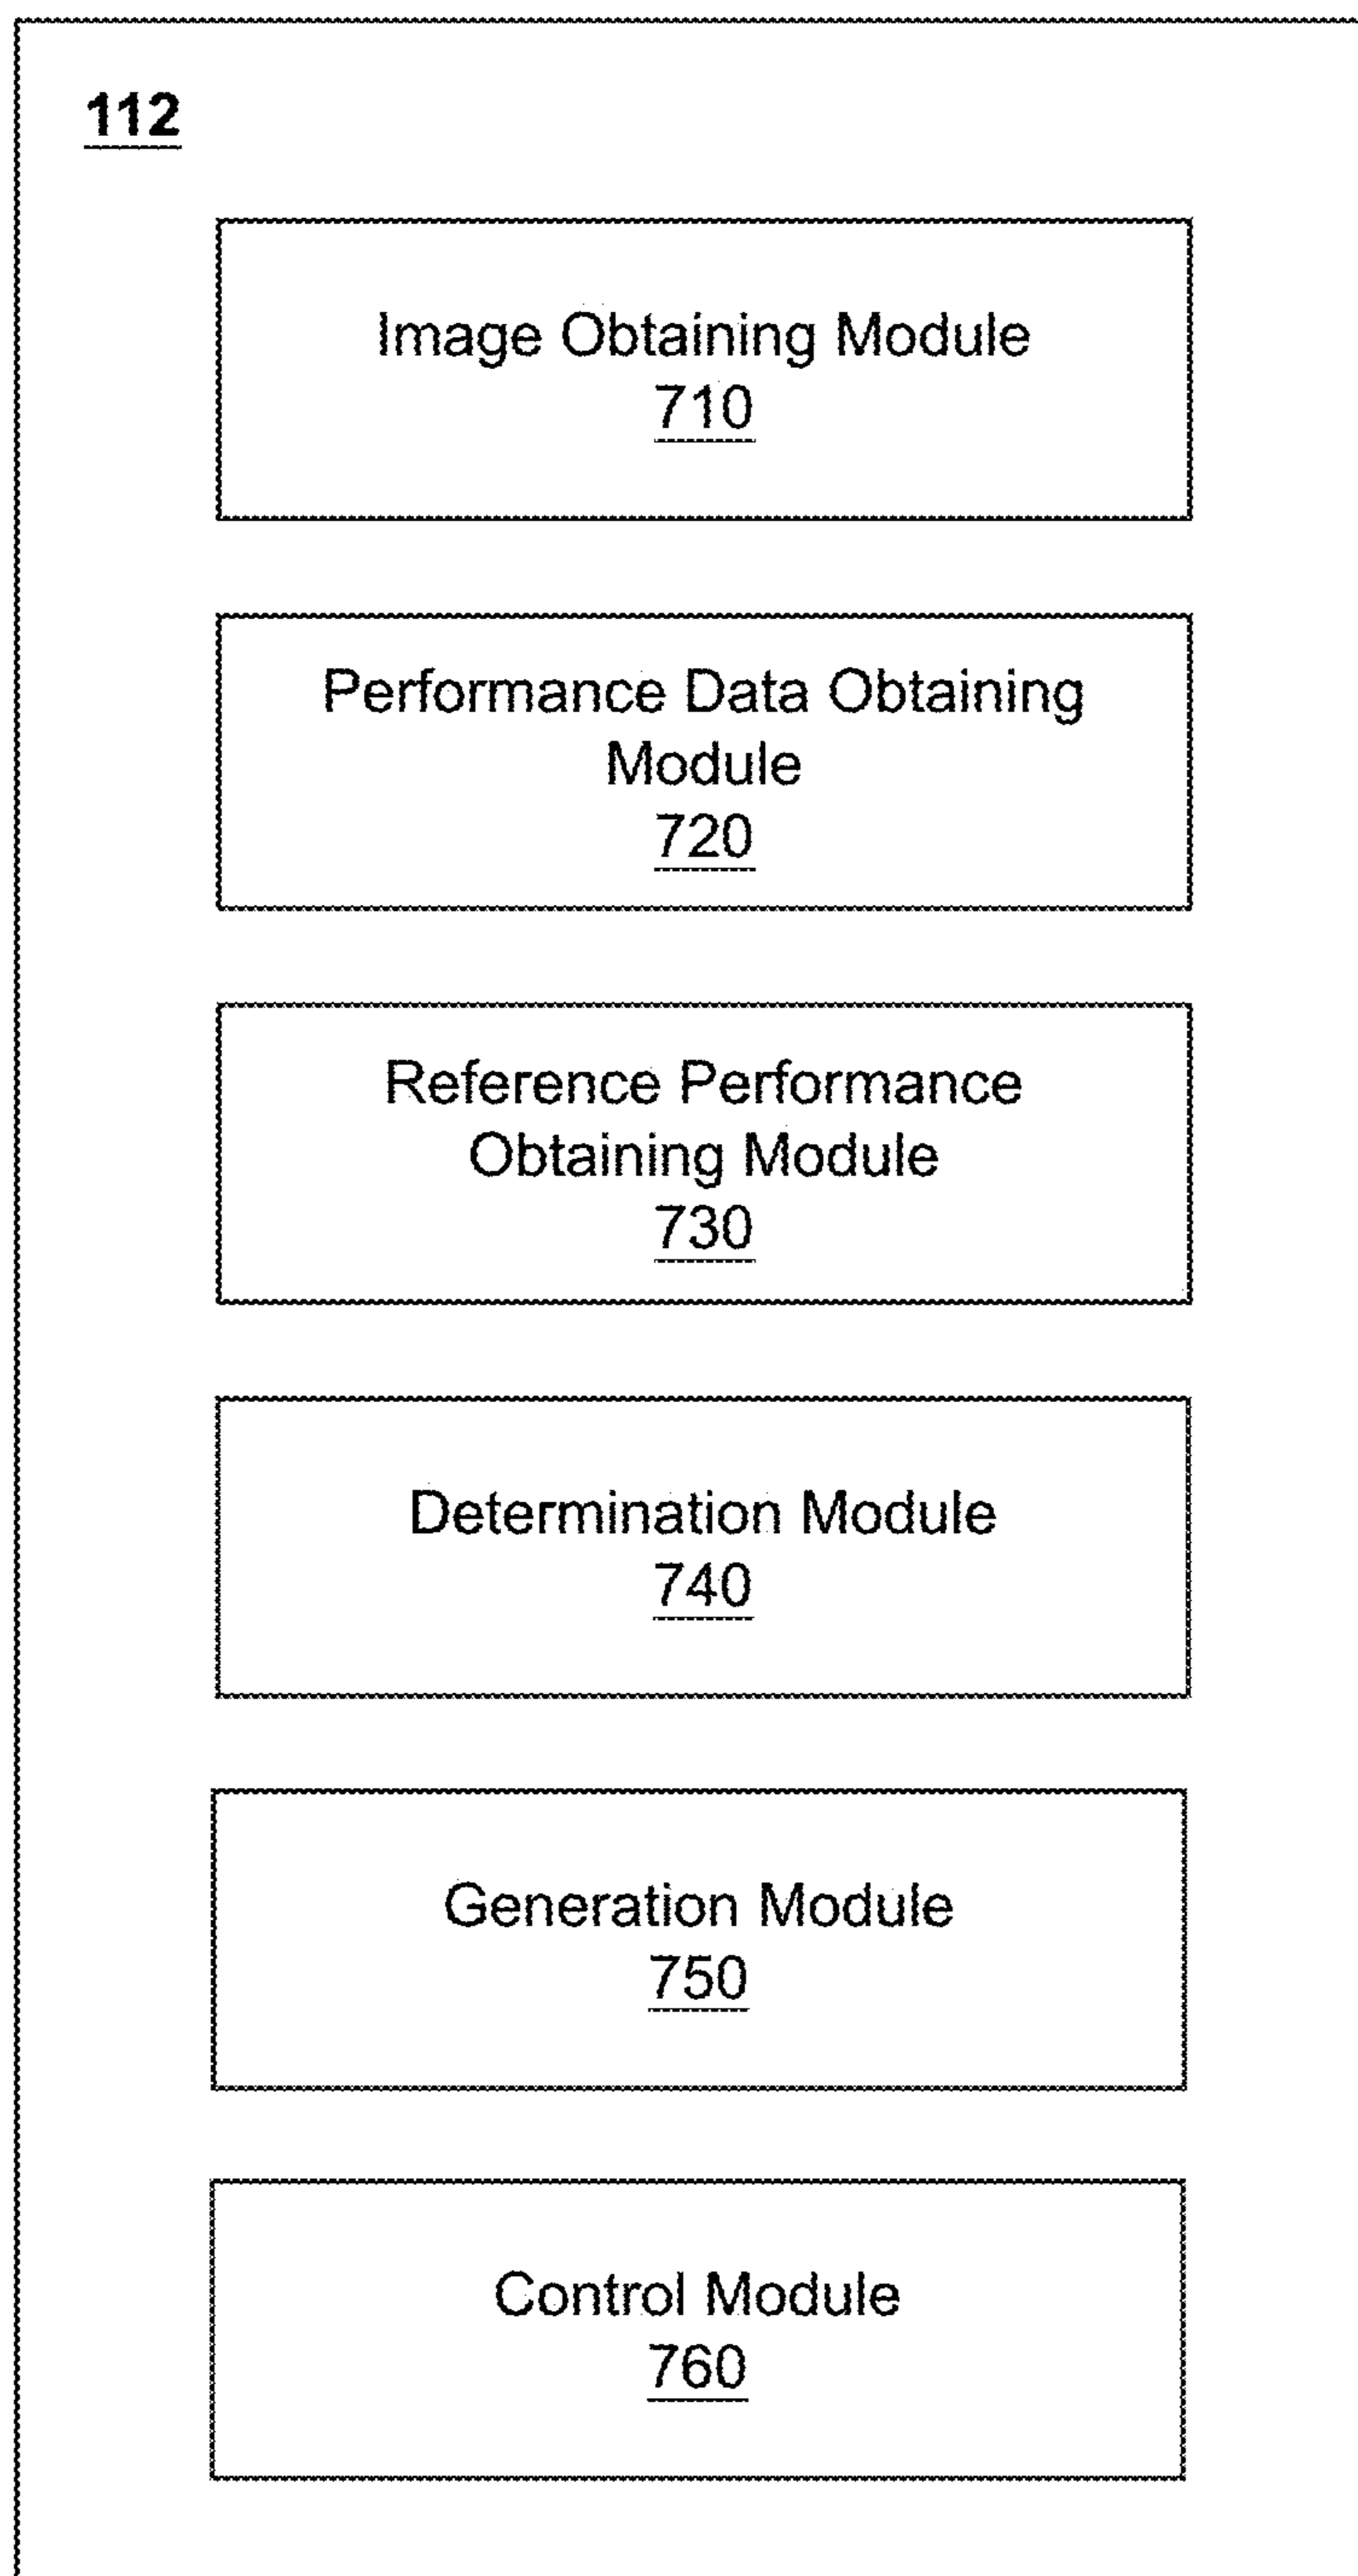 112
Image Obtaining Module
710
Performance Data Obtaining
Module
720
Reference Performance
Obtaining Module
730
Determination Module
740
Generation Module
750
Control Module
760